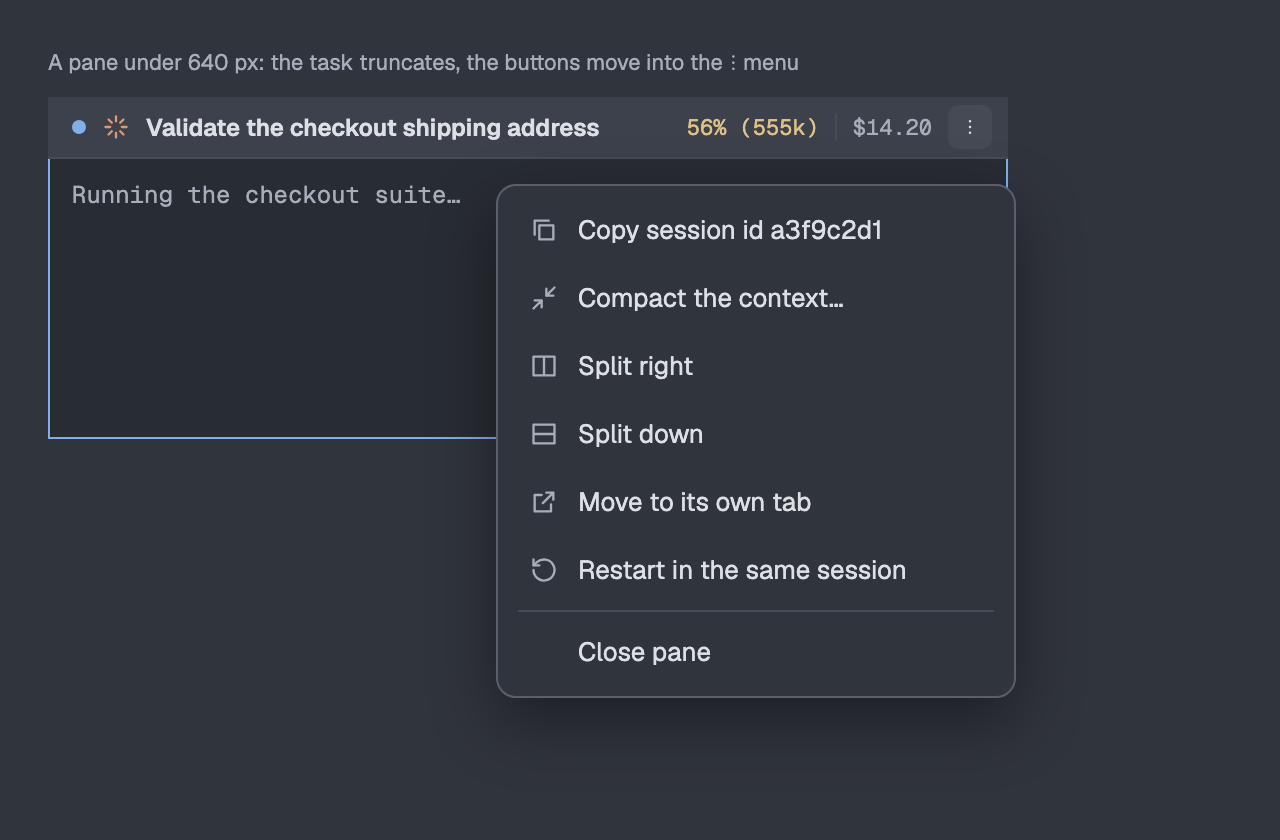 A pane under 640 px: the task truncates, the buttons move into the ⋮ menu
Validate the checkout shipping address 56% (555k) $14.20 ⋮
Running the checkout suite…
Copy session id a3f9c2d1
Compact the context…
Split right
Split down
Move to its own tab
Restart in the same session
Close pane